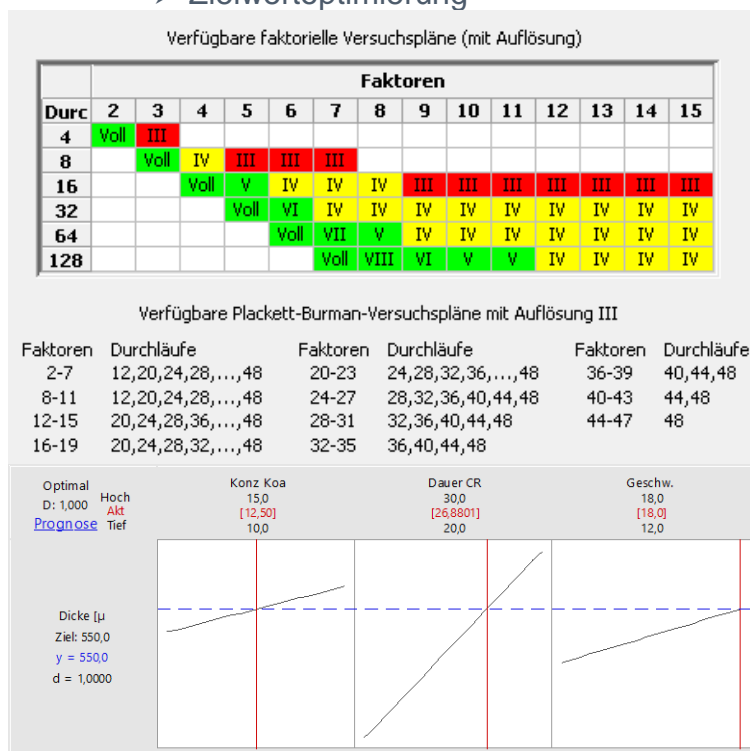 ➢ Zielwertoptimierung
Verfügbare faktorielle Versuchspläne (mit Auflösung)
Faktoren
Durc 2 3 4 5 6 7 8 9 10 11 12 13 14 15
4 Voll III
8 Voll IV III III III
16 Voll V IV IV IV III III III III III III III
32 Voll VI IV IV IV IV IV IV IV IV IV
64 Voll VII V IV IV IV IV IV IV IV
128 Voll VIII VI V V IV IV IV IV
Verfügbare Plackett-Burman-Versuchspläne mit Auflösung III
Faktoren Durchläufe Faktoren Durchläufe Faktoren Durchläufe
2-7 12,20,24,28,...,48 20-23 24,28,32,36,...,48 36-39 40,44,48
8-11 12,20,24,28,...,48 24-27 28,32,36,40,44,48 40-43 44,48
12-15 20,24,28,36,...,48 28-31 32,36,40,44,48 44-47 48
16-19 20,24,28,32,...,48 32-35 36,40,44,48
Optimal Konz Koa Dauer CR Geschw.
D: 1,000 Hoch 15,0 30,0 18,0
Akt [12,50] [26,8801] [18,0]
Prognose Tief 10,0 20,0 12,0
Dicke [µ
Ziel: 550,0
y = 550,0
d = 1,0000